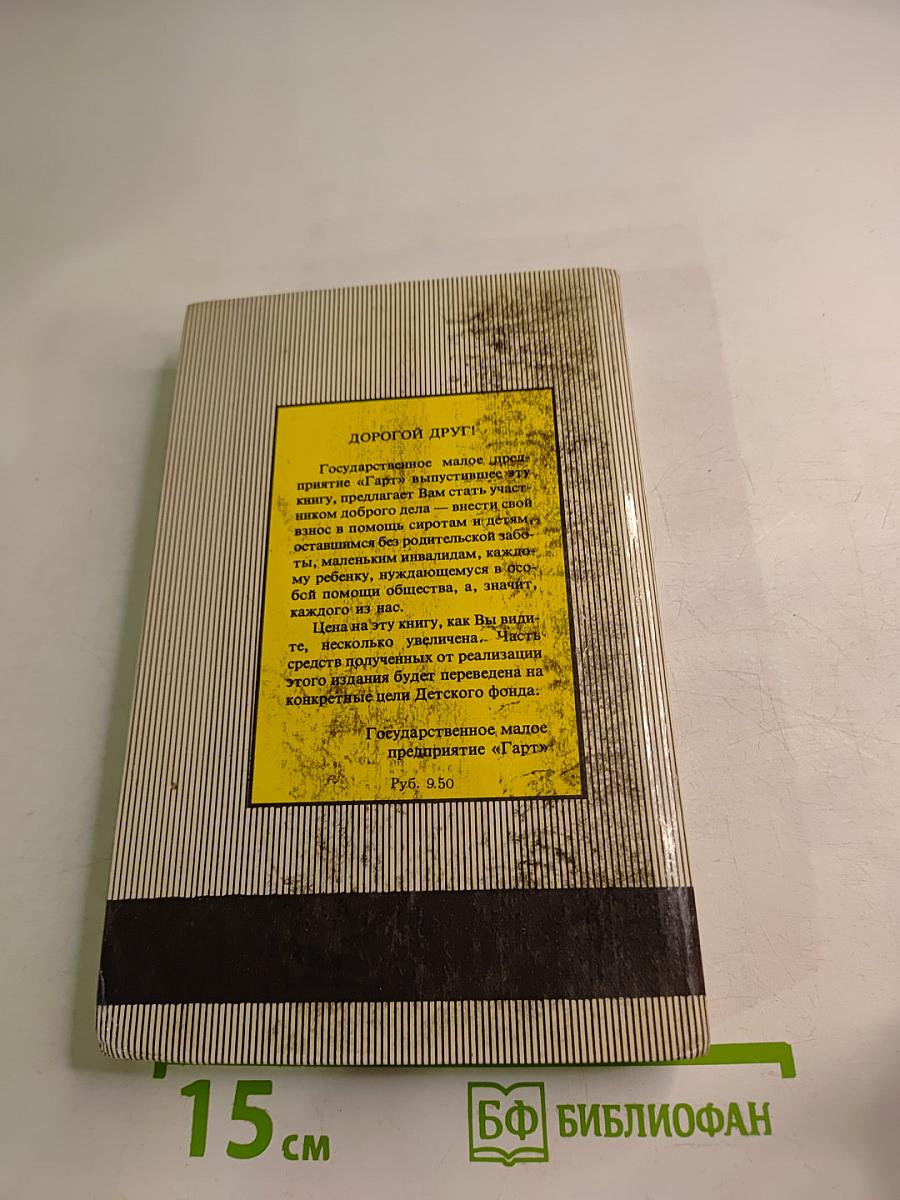 ДОРОГОЙ ДРУГ!
Государственное малое пред-
приятие «Гарт» выпустившее эту
книгу, предлагает Вам стать участ-
ником доброго дела — внести свой
взнос в помощь сиротам и детям,
оставшимся без родительской забо-
ты, маленьким инвалидам, каждо-
му ребенку, нуждающемуся в осо-
бой помощи общества, а, значит,
каждого из нас.
Цена на эту книгу, как Вы види-
те, несколько увеличена. Часть
средств полученных от реализации
этого издания будет переведена на
конкретные цели Детского фонда.
Государственное малое
предприятие «Гарт»
Руб. 9.50
15 см
БФ БИБЛИОФАН